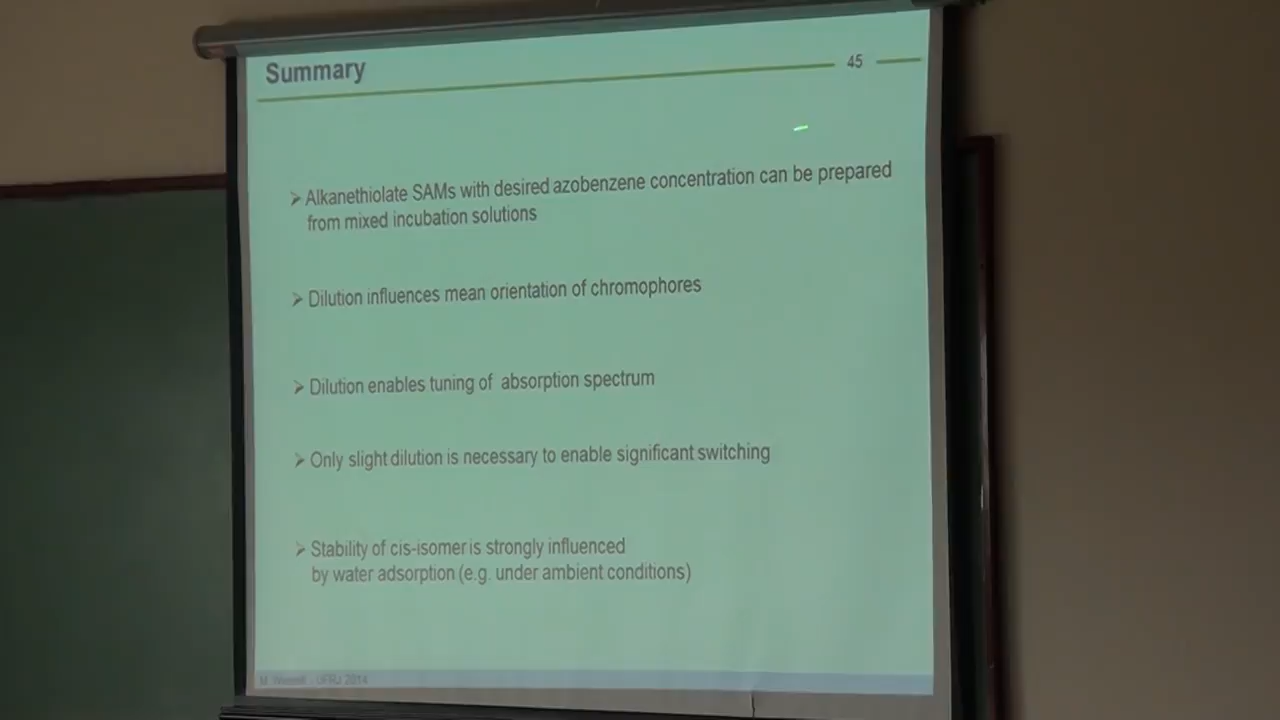 Summary
45
➢ Alkanethiolate SAMs with desired azobenzene concentration can be prepared
from mixed incubation solutions
➢ Dilution influences mean orientation of chromophores
➢ Dilution enables tuning of absorption spectrum
➢ Only slight dilution is necessary to enable significant switching
➢ Stability of cis-isomer is strongly influenced
by water adsorption (e.g. under ambient conditions)
M. - UFRJ 2014